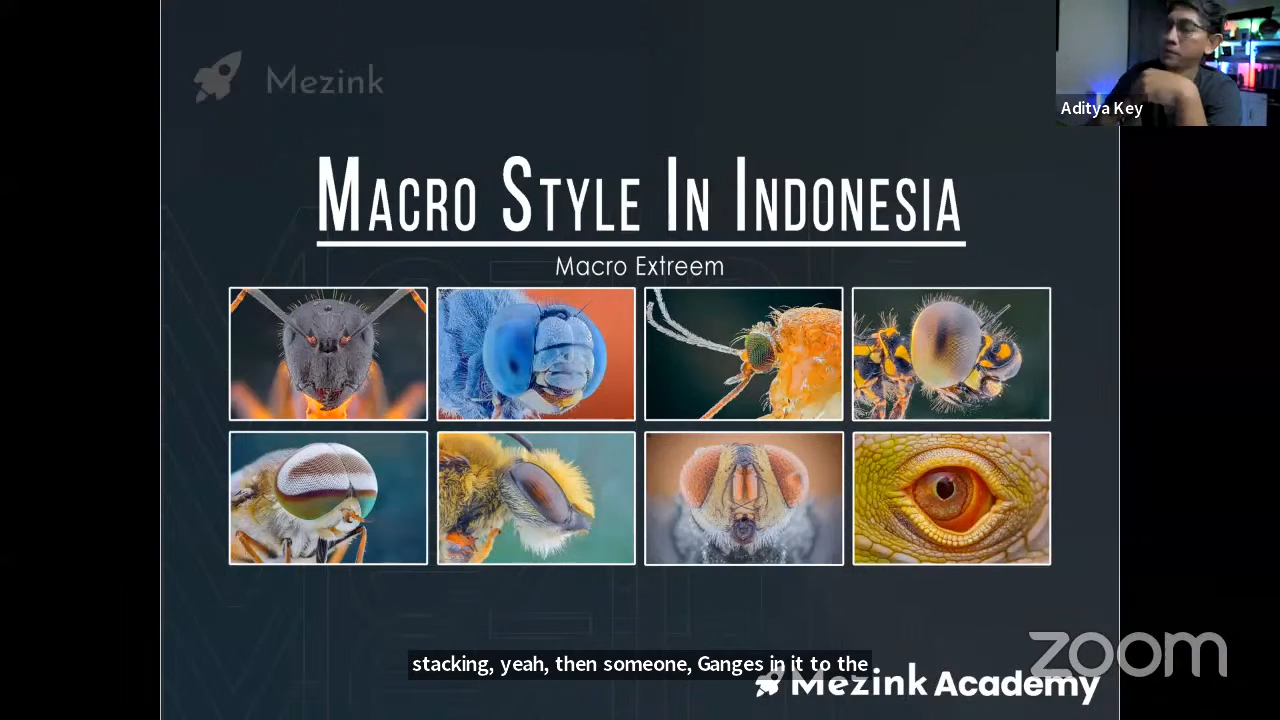 Mezink
Aditya Key
MACRO STYLE IN INDONESIA
Macro Extreem
stacking, yeah, then someone, Ganges in it to the
zoom
Mezink Academy